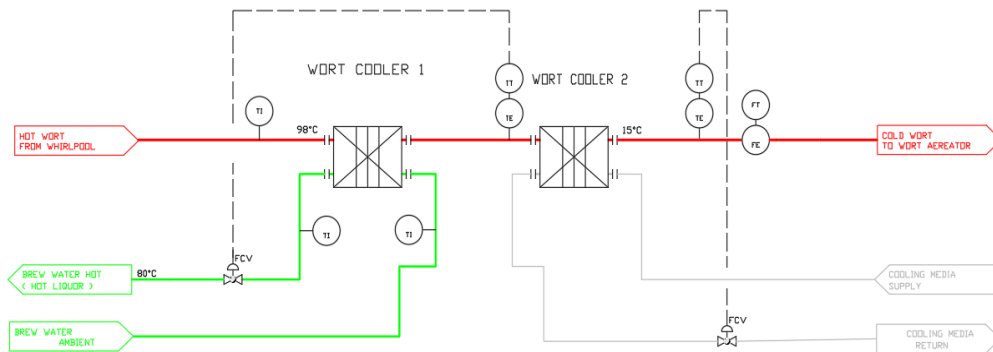 WORT COOLER 1
WORT COOLER 2
TT
TE
TT
TE
FT
FE
TI
98°C
15°C
HOT WORT
FROM WHIRLPOOL
COLD WORT
TO WORT AEREATOR
TI
TI
FCV
BREW WATER HOT
( HOT LIQUOR )
80°C
COOLING MEDIA
SUPPLY
BREW WATER
AMBIENT
FCV
COOLING MEDIA
RETURN